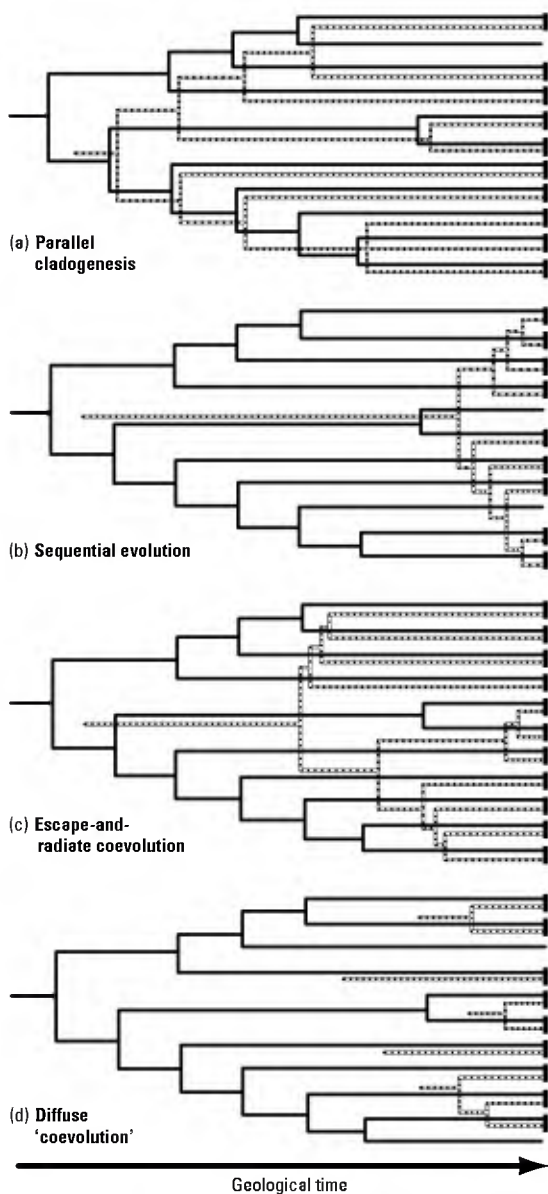 (a) Parallel
cladogenesis
(b) Sequential evolution
(c) Escape-and-
radiate coevolution
(d) Diffuse
‘coevolution’
Geological time